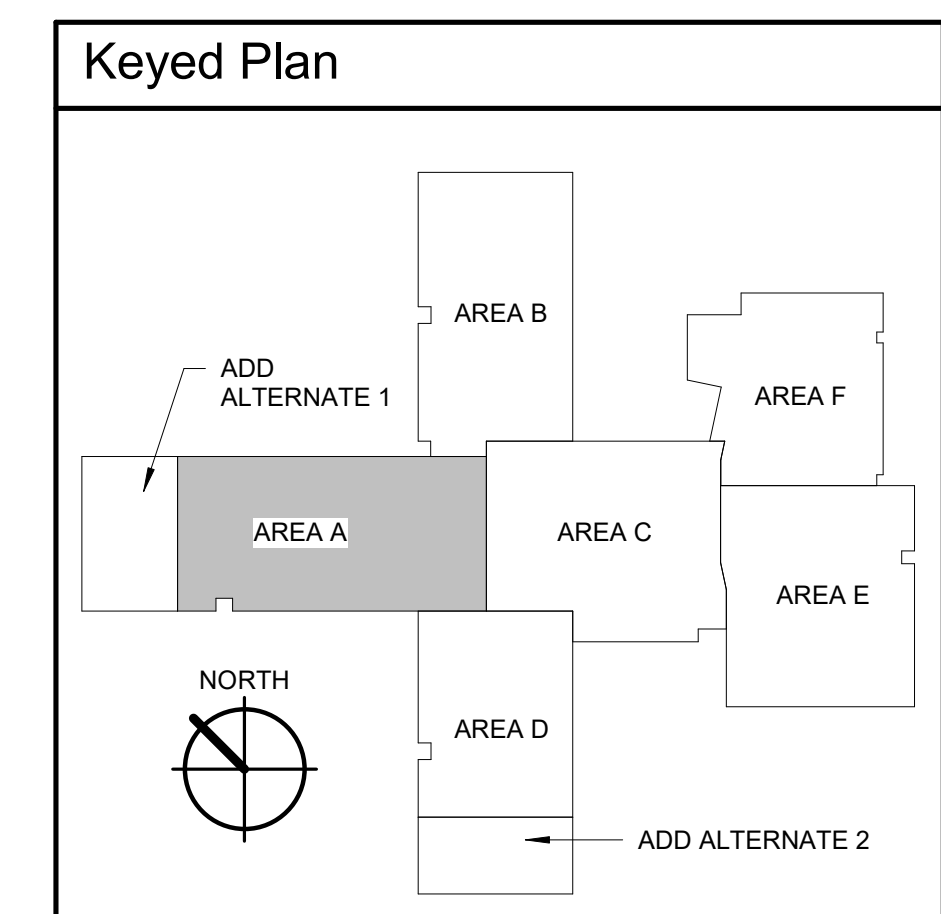 Keyed Plan
AREA B
ADD
ALTERNATE 1
AREA F
AREA A
AREA C
AREA E
NORTH
AREA D
ADD ALTERNATE 2